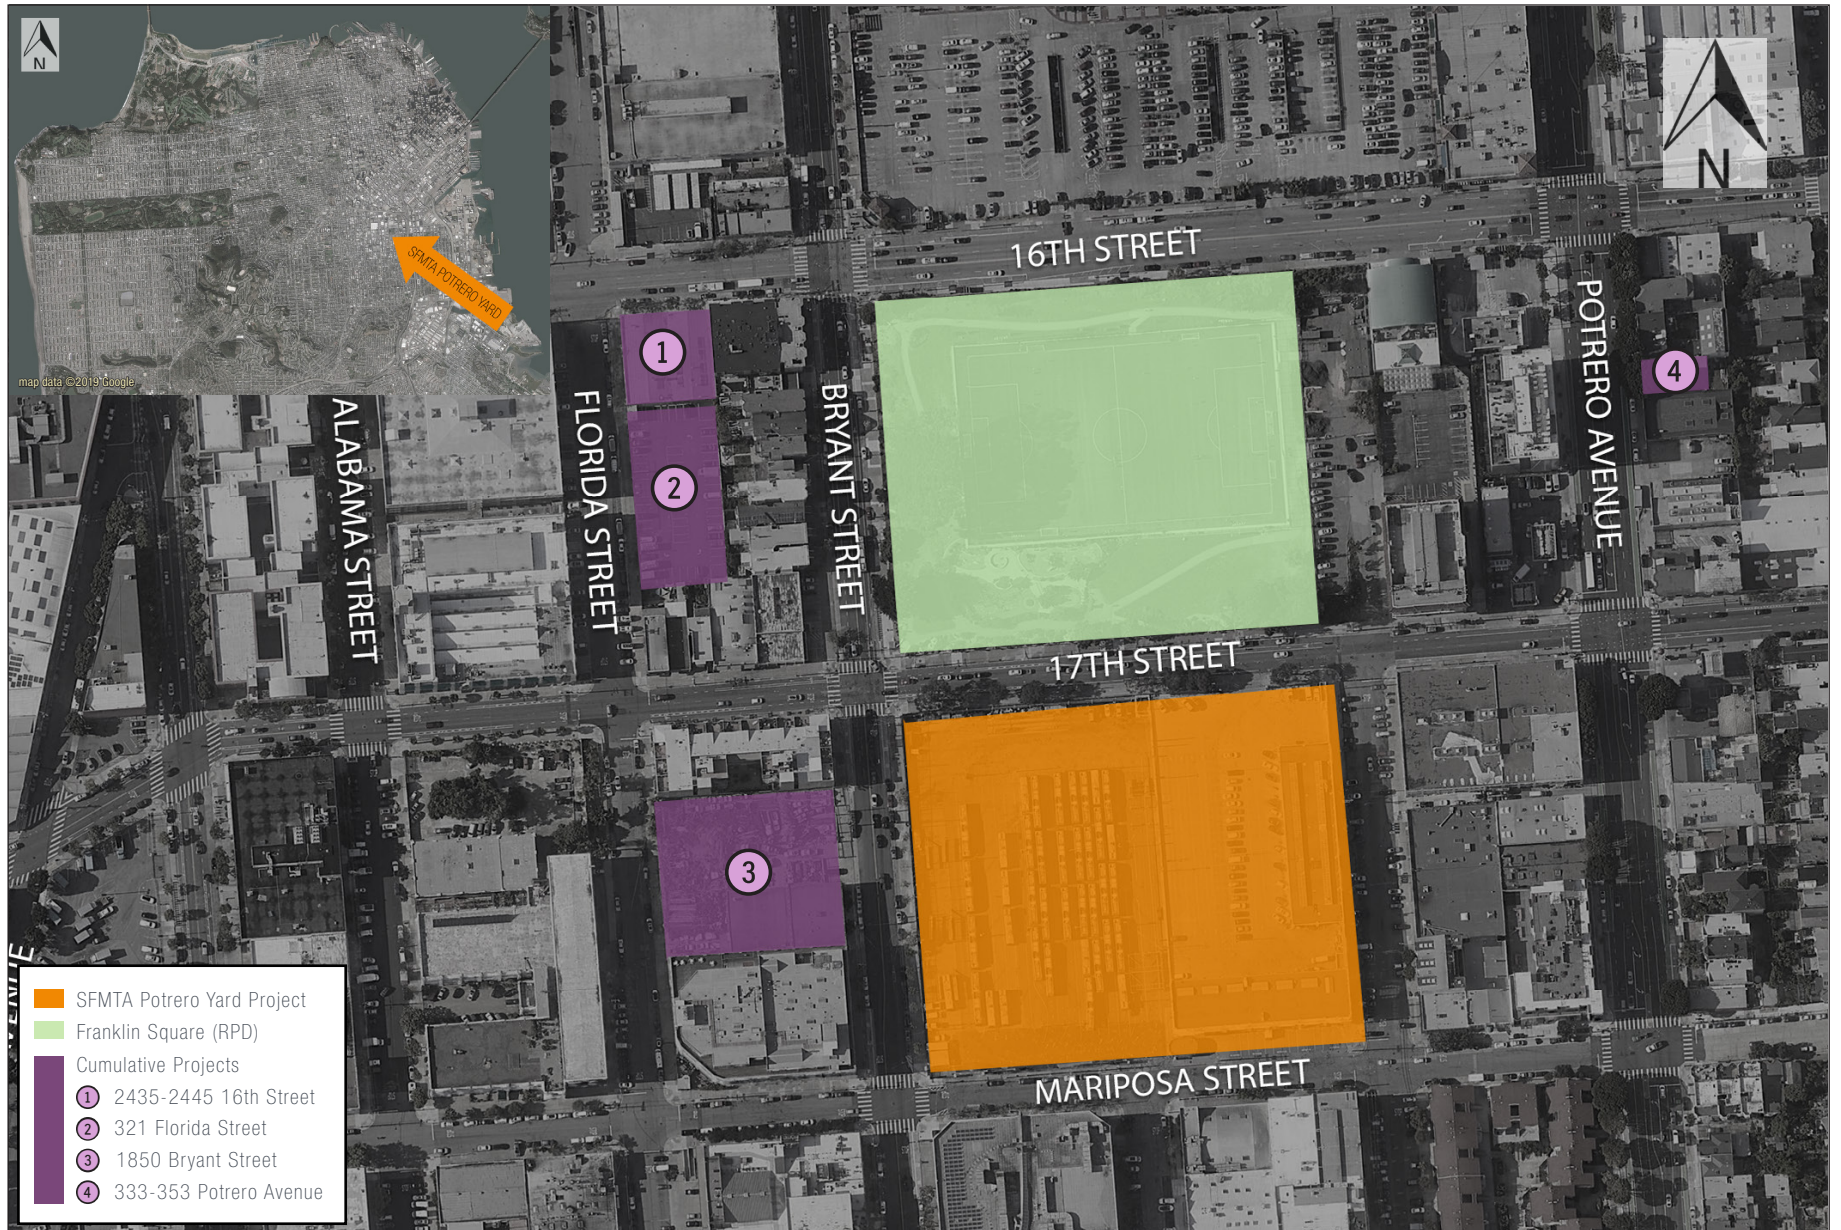 N
SFMTA POTRERO YARD
map data ©2019 Google
N
16TH STREET
POTRERO AVENUE
ALABAMA STREET
FLORIDA STREET
BRYANT STREET
1
2
4
17TH STREET
3
MARIPOSA STREET
SFMTA Potrero Yard Project
Franklin Square (RPD)
Cumulative Projects
1 2435-2445 16th Street
2 321 Florida Street
3 1850 Bryant Street
4 333-353 Potrero Avenue